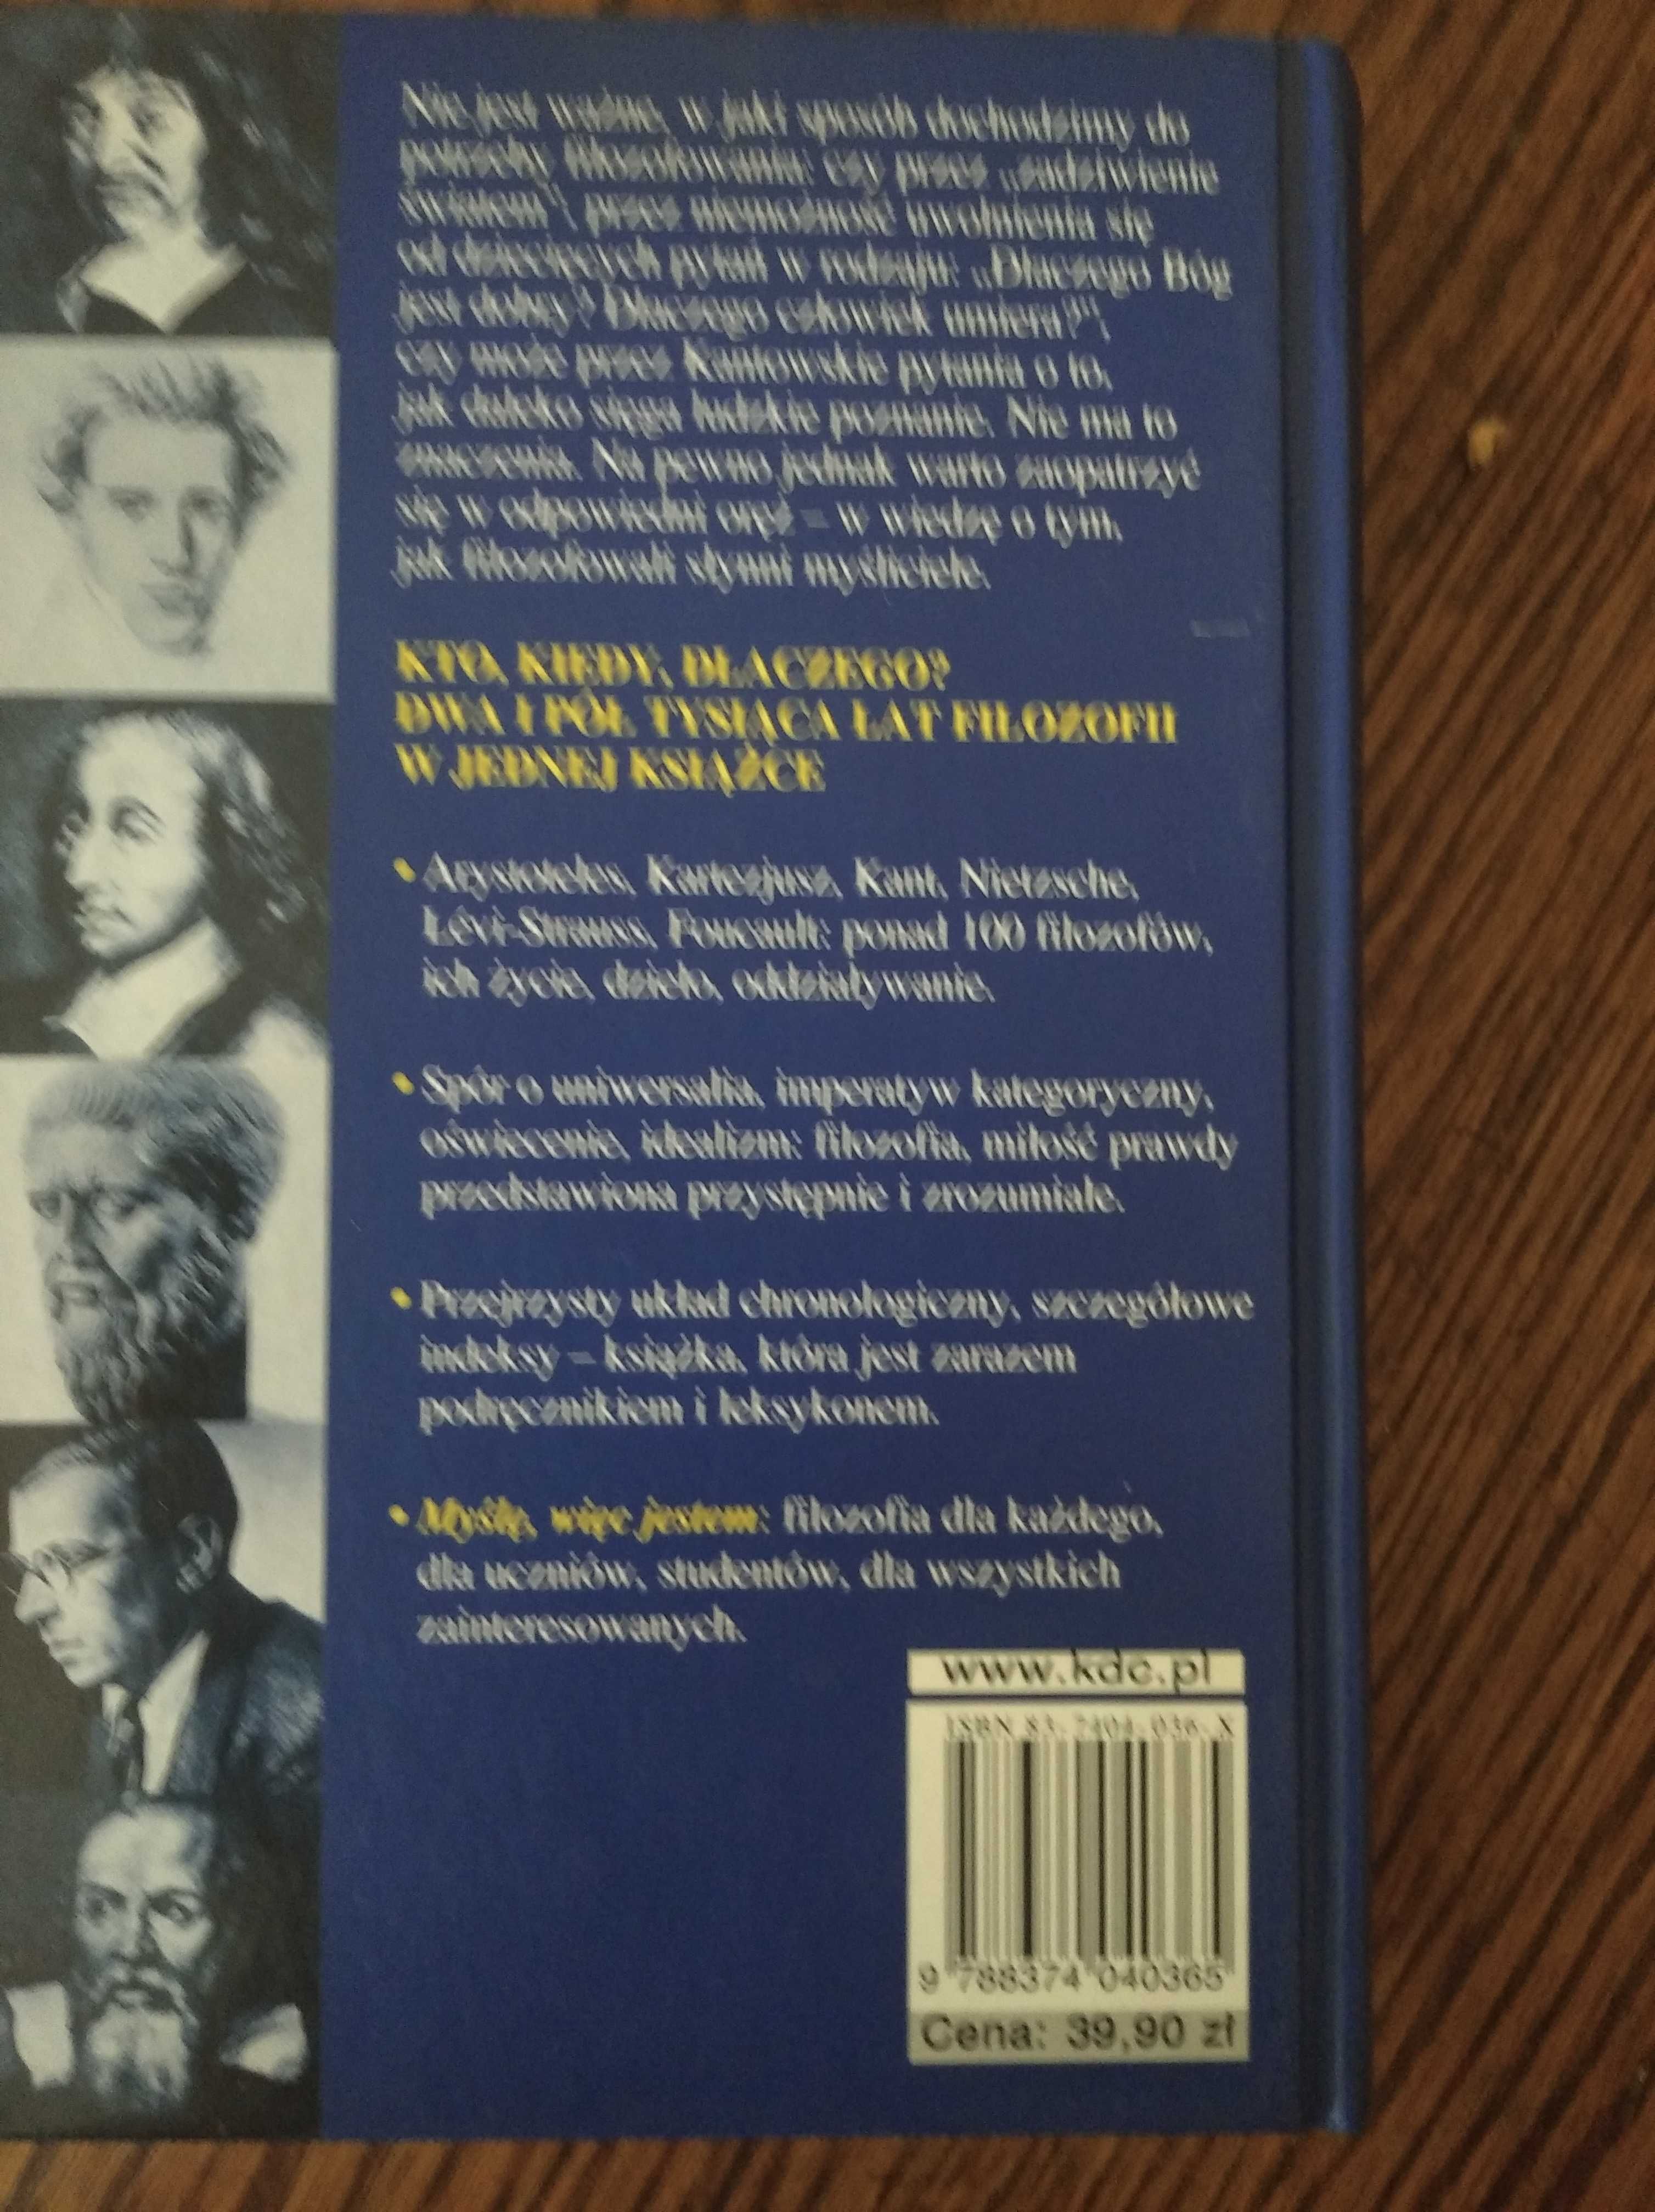 Nie jest ważne, w jaki sposób dochodzimy do
potrzeby filozofowania: czy przez „zadziwienie
światem”, przez niemożność uwolnienia się
od dziecięcych pytań w rodzaju: „Dlaczego Bóg
jest dobry? Dlaczego człowiek umiera?”,
czy może przez Kantowskie pytania o to,
jak daleko sięga ludzkie poznanie. Nie ma to
znaczenia. Na pewno jednak warto zaopatrzyć
się w odpowiedni oręż – w wiedzę o tym,
jak filozofowali słynni myśliciele.
KTO, KIEDY, DLACZEGO?
DWA I PÓŁ TYSIĄCA LAT FILOZOFII
W JEDNEJ KSIĄŻCE
• Arystoteles, Kartezjusz, Kant, Nietzsche,
Lévi-Strauss, Foucault: ponad 100 filozofów,
ich życie, dzieło, oddziaływanie.
• Spór o uniwersalia, imperatyw kategoryczny,
oświecenie, idealizm: filozofia, miłość prawdy
przedstawiona przystępnie i zrozumiale.
• Przejrzysty układ chronologiczny, szczegółowe
indeksy – książka, która jest zarazem
podręcznikiem i leksykonem.
• Myślę, więc jestem: filozofia dla każdego,
dla uczniów, studentów, dla wszystkich
zainteresowanych.
www.kdc.pl
ISBN 83-7404-036-X
9 788374 040365
Cena: 39,90 zł